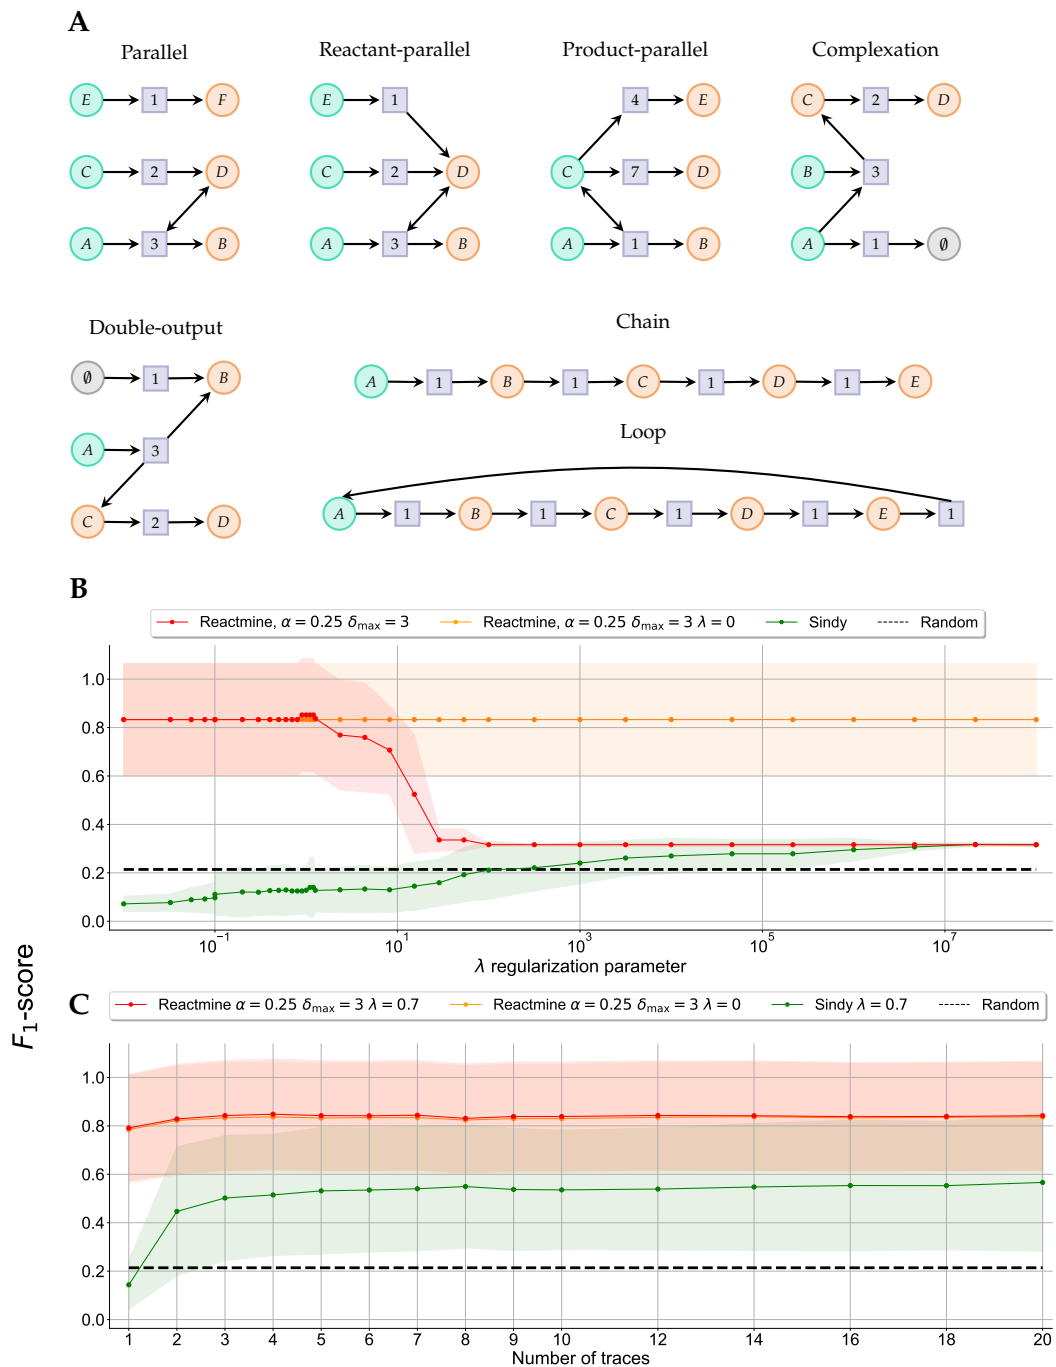 A
Parallel
Reactant-parallel
Product-parallel
Complexation
E 1 F
C 2 D
A 3 B
E 1
C 2 D
A 3 B
4 E
C 7 D
A 1 B
C 2 D
B 3
A 1 ∅
Double-output
∅ 1 B
A 3
C 2 D
Chain
A 1 B 1 C 1 D 1 E
Loop
A 1 B 1 C 1 D 1 E 1
B
Reactmine, α = 0.25 δmax = 3
Reactmine, α = 0.25 δmax = 3 λ = 0
Sindy
Random
1.0
0.8
0.6
0.4
0.2
0.0
10⁻¹ 10¹ 10³ 10⁵ 10⁷
λ regularization parameter
F₁-score
C
Reactmine α = 0.25 δmax = 3 λ = 0.7
Reactmine α = 0.25 δmax = 3 λ = 0
Sindy λ = 0.7
Random
1.0
0.8
0.6
0.4
0.2
0.0
1 2 3 4 5 6 7 8 9 10 12 14 16 18 20
Number of traces